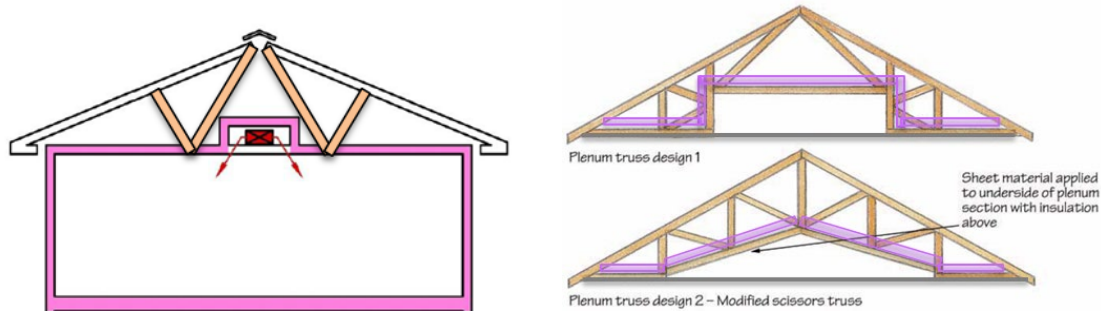 Plenum truss design 1
Sheet material applied
to underside of plenum
section with insulation
above
Plenum truss design 2 – Modified scissors truss